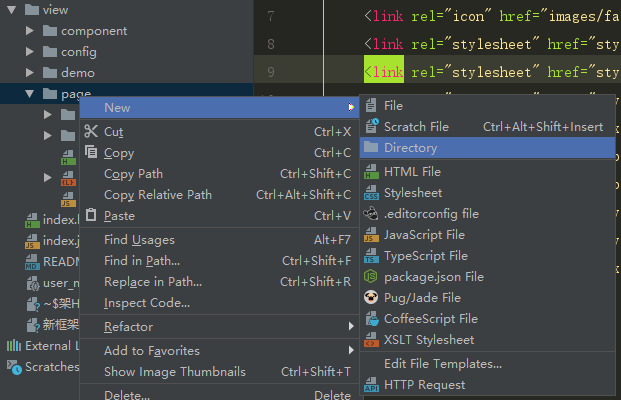 view
component
config
demo
page
index.
index.j
READ
user_n
~$架H
新框架
External L
Scratches
7 <link rel="icon" href="images/fa
8 <link rel="stylesheet" href="sty
9 <link rel="stylesheet" href="sty
New
Cut Ctrl+X
Copy Ctrl+C
Copy Path Ctrl+Shift+C
Copy Relative Path Ctrl+Alt+Shift+C
Paste Ctrl+V
Find Usages Alt+F7
Find in Path... Ctrl+Shift+F
Replace in Path... Ctrl+Shift+R
Inspect Code...
Refactor
Add to Favorites
Show Image Thumbnails Ctrl+Shift+T
Delete... Delete
File
Scratch File Ctrl+Alt+Shift+Insert
Directory
HTML File
Stylesheet
.editorconfig file
JavaScript File
TypeScript File
package.json File
Pug/Jade File
CoffeeScript File
XSLT Stylesheet
Edit File Templates...
HTTP Request